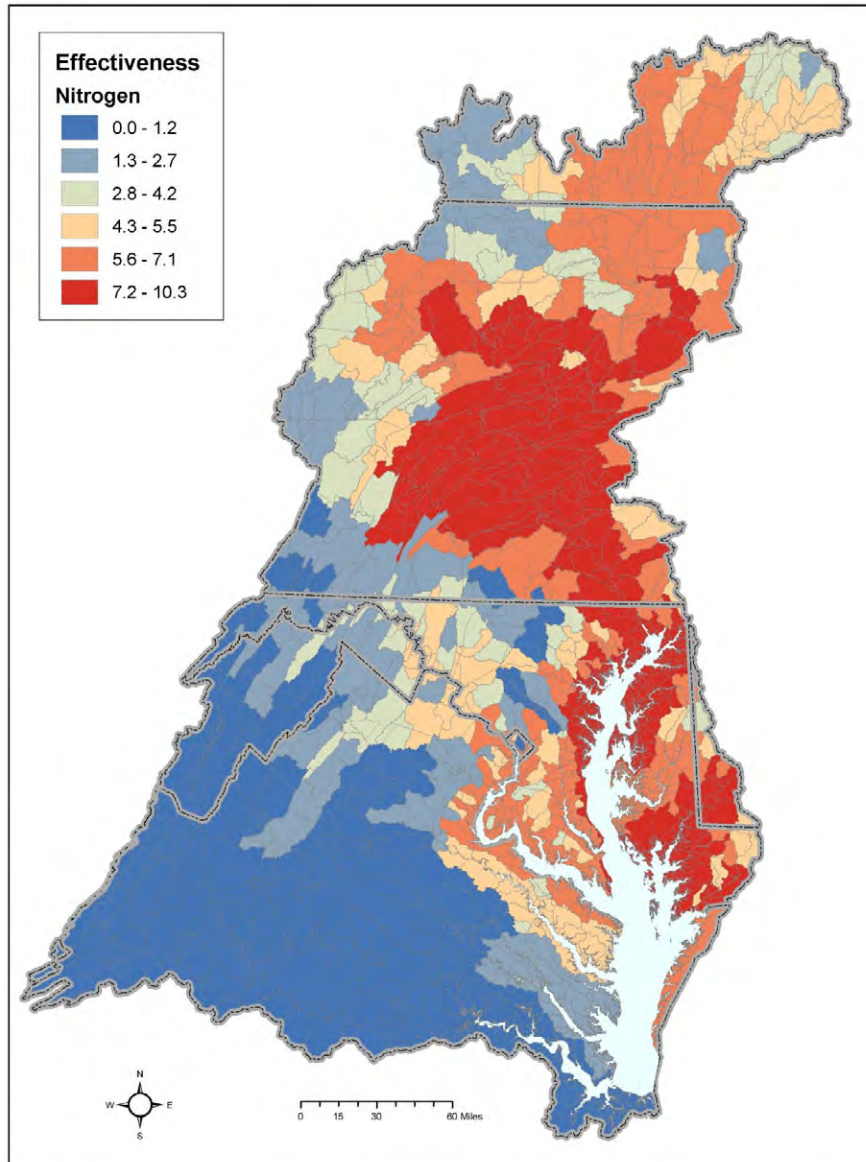 Effectiveness
Nitrogen
0.0 - 1.2
1.3 - 2.7
2.8 - 4.2
4.3 - 5.5
5.6 - 7.1
7.2 - 10.3
N
W E
S
0 15 30 60 Miles